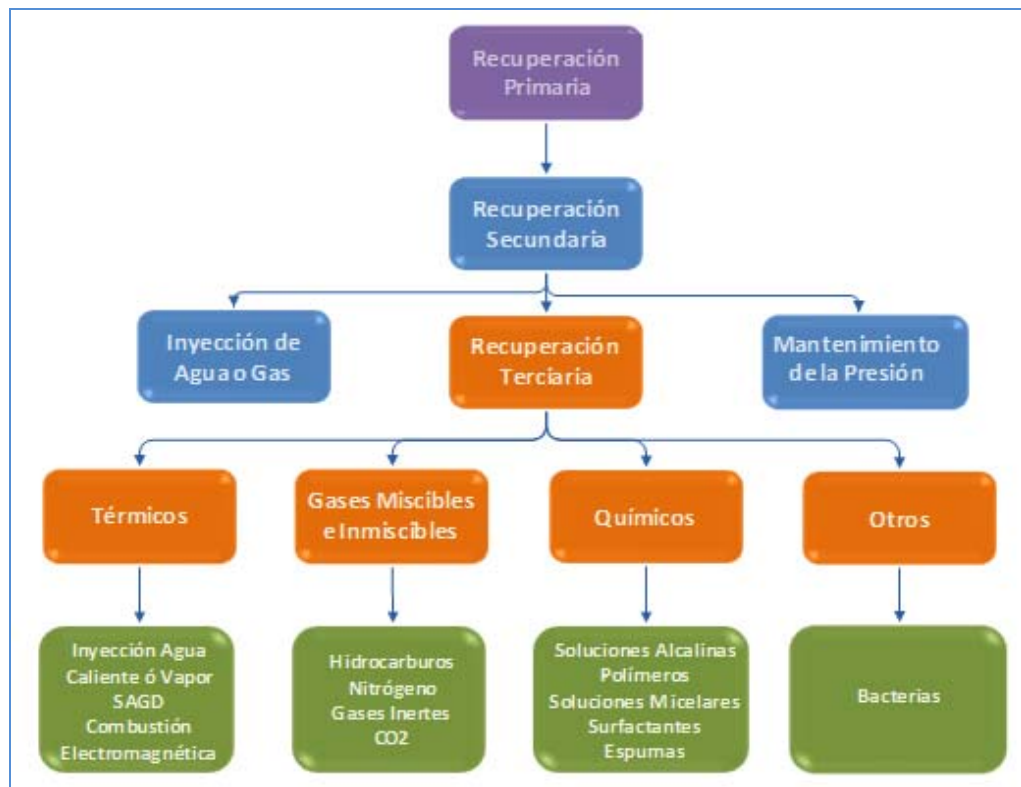 Recuperación
Primaria
Recuperación
Secundaria
Inyección de
Agua o Gas
Recuperación
Terciaria
Mantenimiento
de la Presión
Térmicos
Gases Miscibles
e Inmiscibles
Químicos
Otros
Inyección Agua
Caliente ó Vapor
SAGD
Combustión
Electromagnética
Hidrocarburos
Nitrógeno
Gases Inertes
CO2
Soluciones Alcalinas
Polímeros
Soluciones Micelares
Surfactantes
Espumas
Bacterias